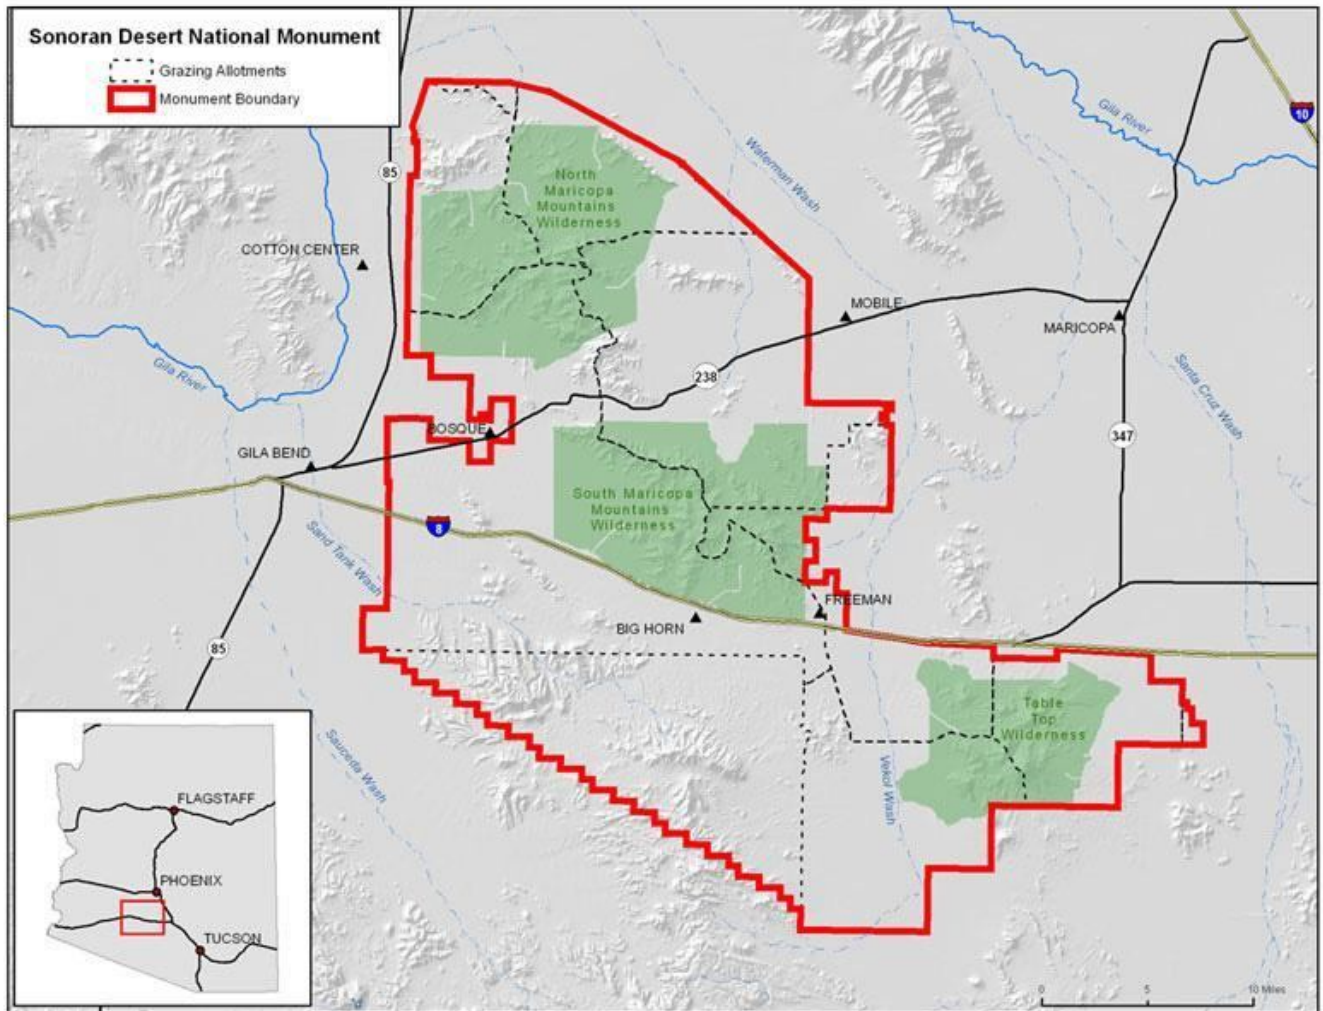 Sonoran Desert National Monument
Grazing Allotments
Monument Boundary
10
Gila River
Waterman Wash
85
North
Maricopa
Mountains
Wilderness
COTTON CENTER
MOBILE
MARICOPA
Gila River
238
Santa Cruz Wash
BOSQUE
347
GILA BEND
South Maricopa
Mountains
Wilderness
8
Sand Tank Wash
FREEMAN
BIG HORN
85
Table
Top
Wilderness
Sauceda Wash
Vekol Wash
FLAGSTAFF
PHOENIX
TUCSON
0 5 10 Miles